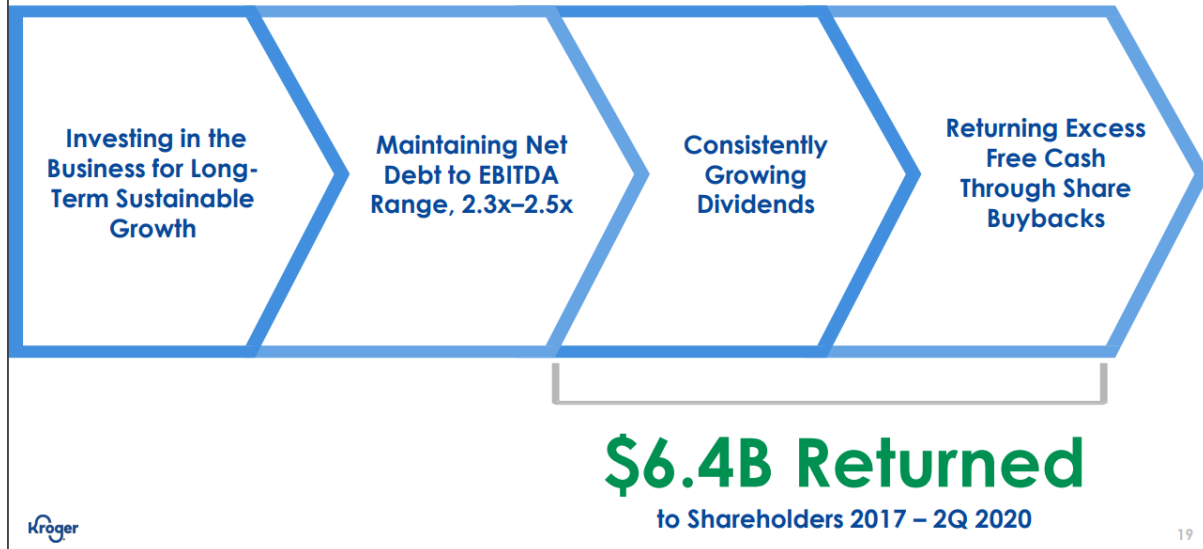 Investing in the
Business for Long-
Term Sustainable
Growth
Maintaining Net
Debt to EBITDA
Range, 2.3x–2.5x
Consistently
Growing
Dividends
Returning Excess
Free Cash
Through Share
Buybacks
$6.4B Returned
to Shareholders 2017 – 2Q 2020
Kroger
19